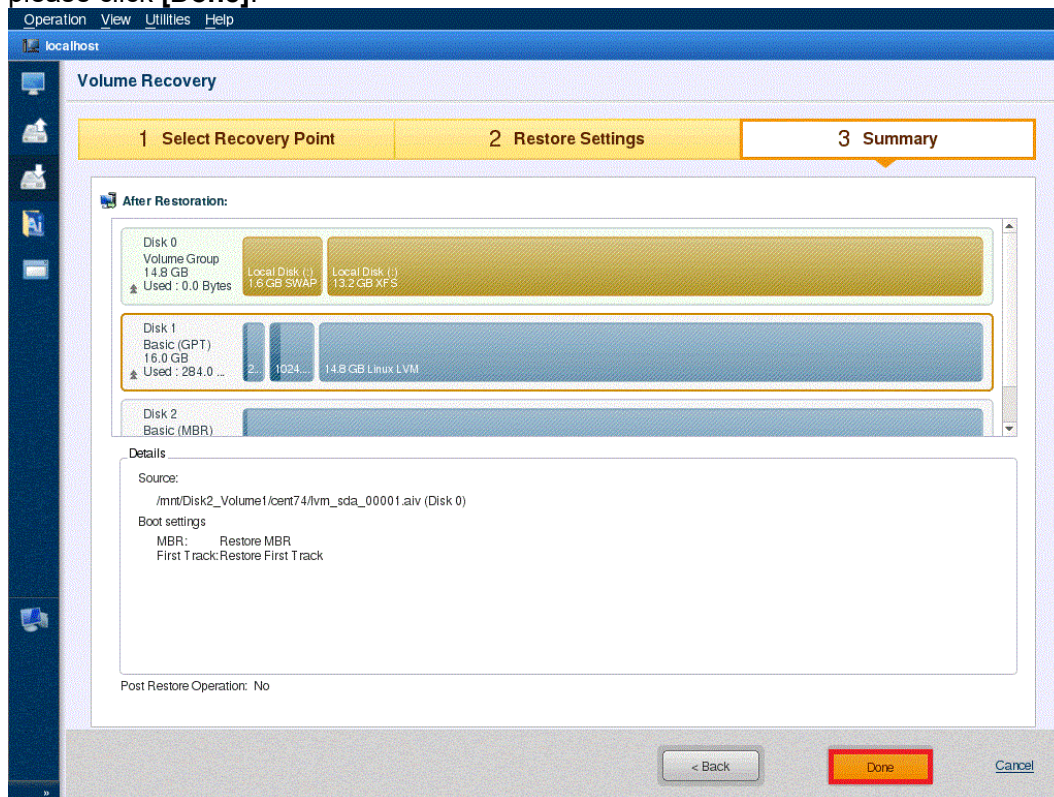 please click [Done].
Operation View Utilities Help
localhost
Volume Recovery
1 Select Recovery Point
2 Restore Settings
3 Summary
After Restoration:
Disk 0
Volume Group
14.8 GB
Used : 0.0 Bytes
Local Disk (:)
1.6 GB SWAP
Local Disk (:)
13.2 GB XFS
Disk 1
Basic (GPT)
16.0 GB
Used : 284.0 ...
2...
1024...
14.8 GB Linux LVM
Disk 2
Basic (MBR)
Details
Source:
/mnt/Disk2_Volume1/cent74/lvm_sda_00001.aiv (Disk 0)
Boot settings
MBR: Restore MBR
First Track:Restore First Track
Post Restore Operation: No
< Back
Done
Cancel
»